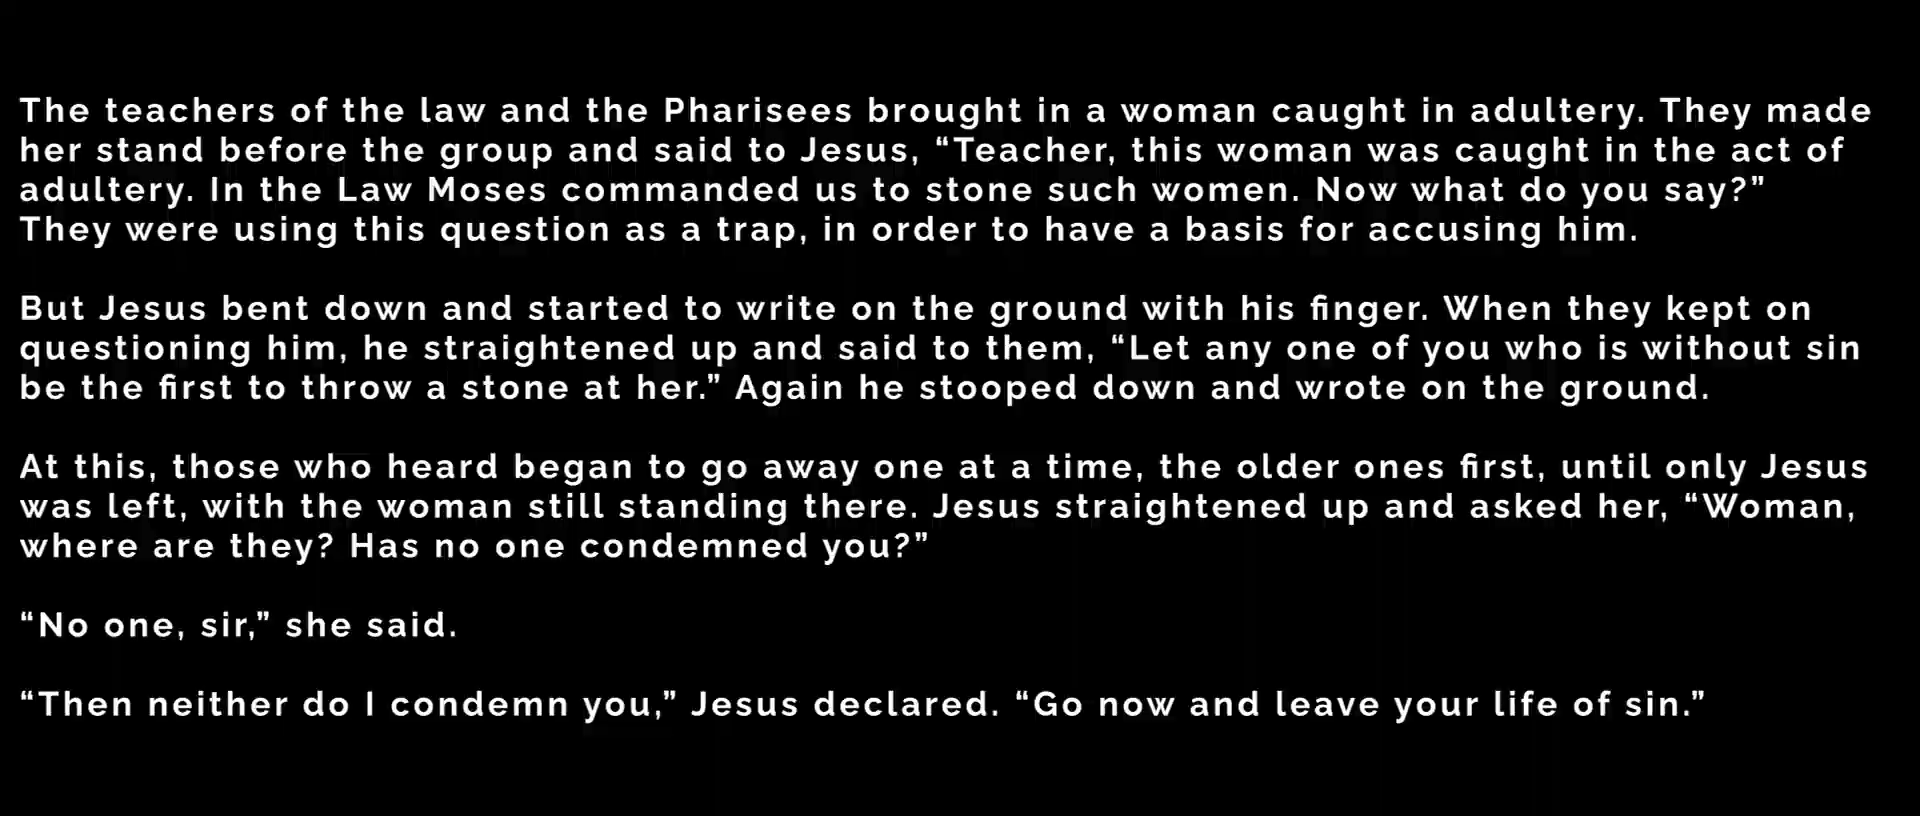 The teachers of the law and the Pharisees brought in a woman caught in adultery. They made
her stand before the group and said to Jesus, “Teacher, this woman was caught in the act of
adultery. In the Law Moses commanded us to stone such women. Now what do you say?”
They were using this question as a trap, in order to have a basis for accusing him.
But Jesus bent down and started to write on the ground with his finger. When they kept on
questioning him, he straightened up and said to them, “Let any one of you who is without sin
be the first to throw a stone at her.” Again he stooped down and wrote on the ground.
At this, those who heard began to go away one at a time, the older ones first, until only Jesus
was left, with the woman still standing there. Jesus straightened up and asked her, “Woman,
where are they? Has no one condemned you?”
“No one, sir,” she said.
“Then neither do I condemn you,” Jesus declared. “Go now and leave your life of sin.”